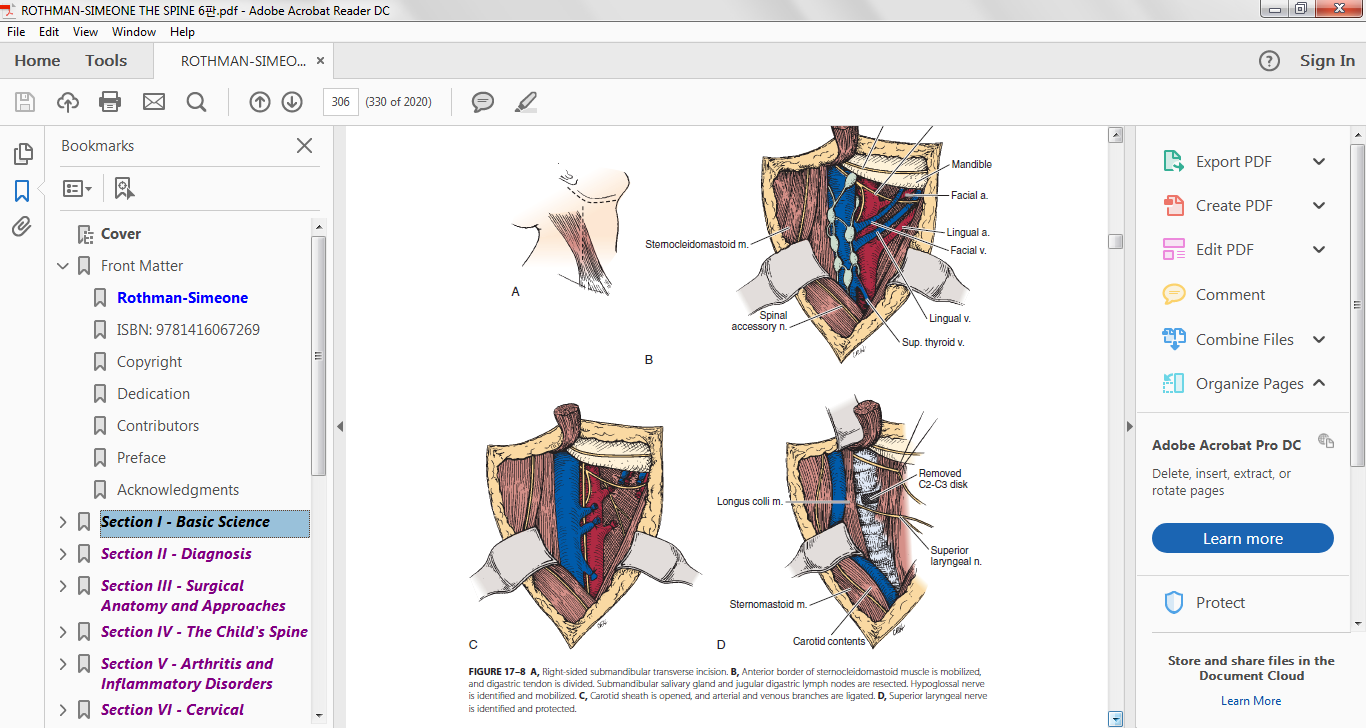 ROTHMAN-SIMEONE THE SPINE 6판.pdf - Adobe Acrobat Reader DC
File Edit View Window Help
Home Tools ROTHMAN-SIMEO... × Sign In
306 (330 of 2020)
Bookmarks
Cover
Front Matter
Rothman-Simeone
ISBN: 9781416067269
Copyright
Dedication
Contributors
Preface
Acknowledgments
Section I - Basic Science
Section II - Diagnosis
Section III - Surgical
Anatomy and Approaches
Section IV - The Child's Spine
Section V - Arthritis and
Inflammatory Disorders
Section VI - Cervical
A
Mandible
Facial a.
Lingual a.
Facial v.
Sternocleidomastoid m.
Spinal
accessory n.
Lingual v.
Sup. thyroid v.
B
C
Removed
C2-C3 disk
Longus colli m.
Superior
laryngeal n.
Sternomastoid m.
Carotid contents
D
FIGURE 17–8 A, Right-sided submandibular transverse incision. B, Anterior border of sternocleidomastoid muscle is mobilized,
and digastric tendon is divided. Submandibular salivary gland and jugular digastric lymph nodes are resected. Hypoglossal nerve
is identified and mobilized. C, Carotid sheath is opened, and arterial and venous branches are ligated. D, Superior laryngeal nerve
is identified and protected.
Export PDF
Create PDF
Edit PDF
Comment
Combine Files
Organize Pages
Adobe Acrobat Pro DC
Delete, insert, extract, or
rotate pages
Learn more
Protect
Store and share files in the
Document Cloud
Learn More